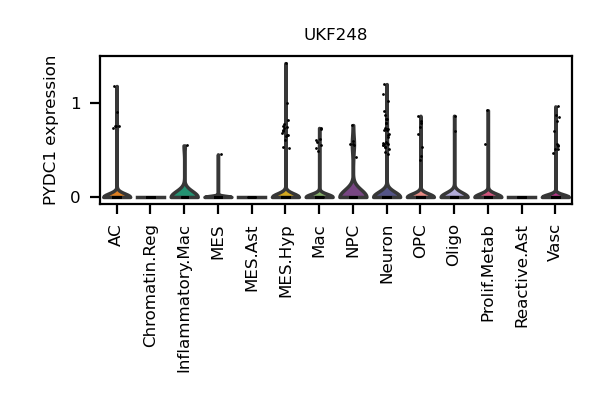 UKF248
PYDC1 expression
1
0
AC
Chromatin.Reg
Inflammatory.Mac
MES
MES.Ast
MES.Hyp
Mac
NPC
Neuron
OPC
Oligo
Prolif.Metab
Reactive.Ast
Vasc